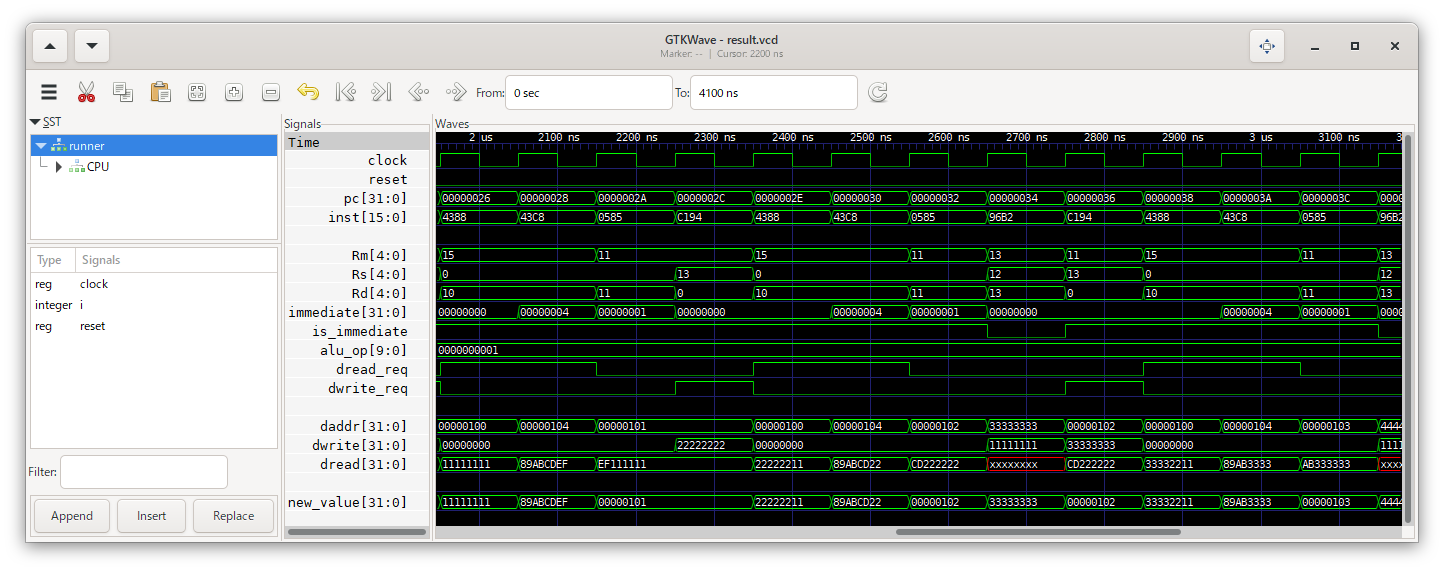 GTKWave - result.vcd
Marker: -- | Cursor: 2200 ns
From: 0 sec To: 4100 ns
SST
runner
CPU
Type Signals
reg clock
integer i
reg reset
Filter:
Append Insert Replace
Signals
Time
clock
reset
pc[31:0]
inst[15:0]
Rm[4:0]
Rs[4:0]
Rd[4:0]
immediate[31:0]
is_immediate
alu_op[9:0]
dread_req
dwrite_req
daddr[31:0]
dwrite[31:0]
dread[31:0]
new_value[31:0]
Waves
2 us 2100 ns 2200 ns 2300 ns 2400 ns 2500 ns 2600 ns 2700 ns 2800 ns 2900 ns 3 us 3100 ns 3
00000026 00000028 0000002A 0000002C 0000002E 00000030 00000032 00000034 00000036 00000038 0000003A 0000003C 0000
4388 43C8 0585 C194 4388 43C8 0585 96B2 C194 4388 43C8 0585 96B2
15 11 15 11 13 11 15 11 13
0 13 0 12 13 0 12
10 11 0 10 11 13 0 10 11 13
00000000 00000004 00000001 00000000 00000004 00000001 00000000 00000004 00000001 0000
0000000001
00000100 00000104 00000101 00000100 00000104 00000102 33333333 00000102 00000100 00000104 00000103 4444
00000000 22222222 00000000 11111111 33333333 00000000 1111
11111111 89ABCDEF EF111111 22222211 89ABCD22 CD222222 xxxxxxxx CD222222 33332211 89AB3333 AB333333 xxxx
11111111 89ABCDEF 00000101 22222211 89ABCD22 00000102 33333333 00000102 33332211 89AB3333 00000103 4444